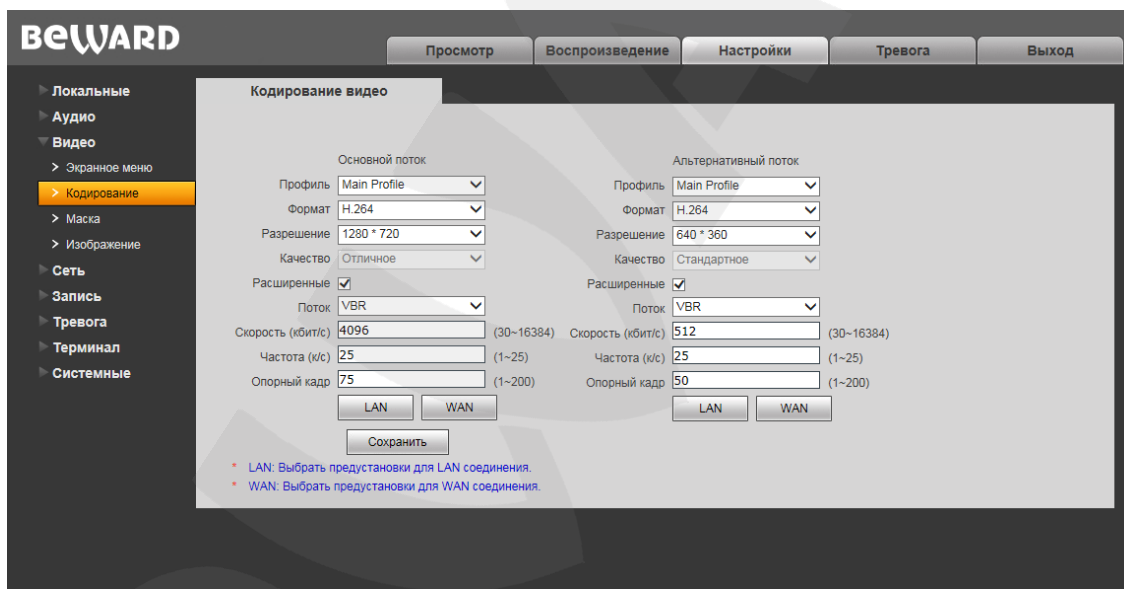 BEWARD
Просмотр Воспроизведение Настройки Тревога Выход
Локальные
Аудио
Видео
> Экранное меню
> Кодирование
> Маска
> Изображение
Сеть
Запись
Тревога
Терминал
Системные
Кодирование видео
Основной поток
Профиль Main Profile
Формат H.264
Разрешение 1280 * 720
Качество Отличное
Расширенные
Поток VBR
Скорость (кбит/с) 4096 (30~16384)
Частота (к/с) 25 (1~25)
Опорный кадр 75 (1~200)
LAN WAN
Сохранить
Альтернативный поток
Профиль Main Profile
Формат H.264
Разрешение 640 * 360
Качество Стандартное
Расширенные
Поток VBR
Скорость (кбит/с) 512 (30~16384)
Частота (к/с) 25 (1~25)
Опорный кадр 50 (1~200)
LAN WAN
* LAN: Выбрать предустановки для LAN соединения.
* WAN: Выбрать предустановки для WAN соединения.